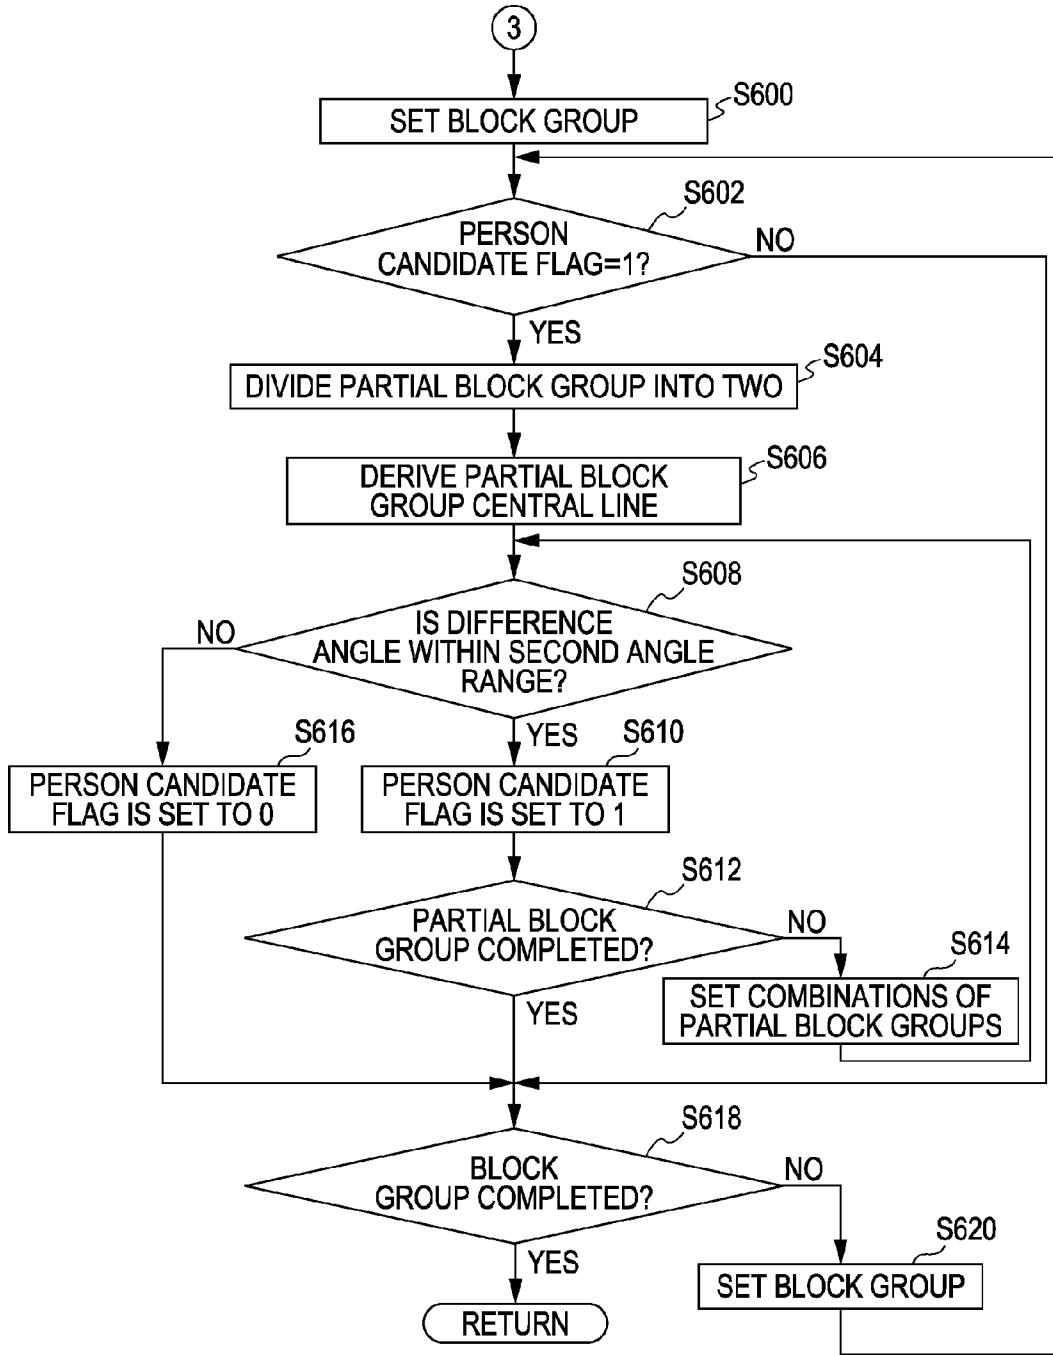 3
S600
SET BLOCK GROUP
S602
PERSON
CANDIDATE FLAG=1?
NO
YES
S604
DIVIDE PARTIAL BLOCK GROUP INTO TWO
S606
DERIVE PARTIAL BLOCK
GROUP CENTRAL LINE
S608
IS DIFFERENCE
ANGLE WITHIN SECOND ANGLE
RANGE?
NO
YES
S616
PERSON CANDIDATE
FLAG IS SET TO 0
S610
PERSON CANDIDATE
FLAG IS SET TO 1
S612
PARTIAL BLOCK
GROUP COMPLETED?
NO
YES
S614
SET COMBINATIONS OF
PARTIAL BLOCK GROUPS
S618
BLOCK
GROUP COMPLETED?
NO
YES
S620
SET BLOCK GROUP
RETURN